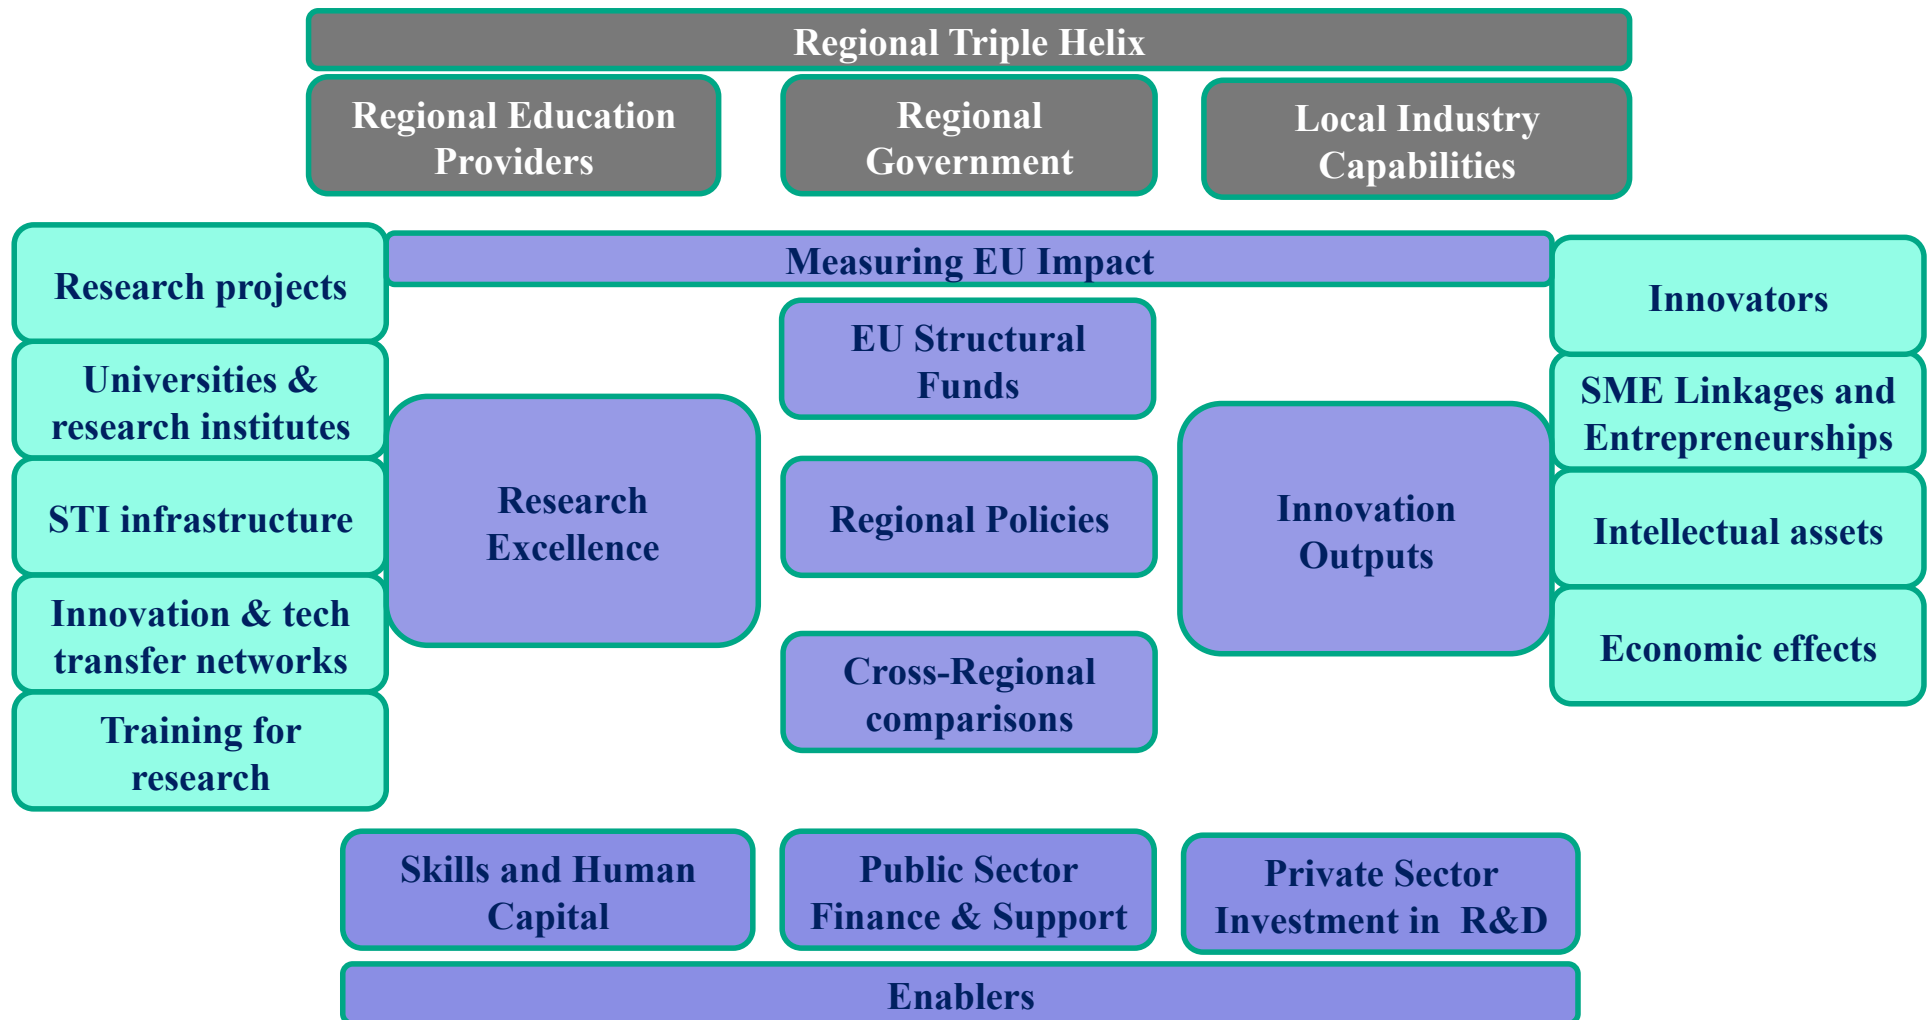 Regional Triple Helix
Regional Education
Providers
Regional
Government
Local Industry
Capabilities
Measuring EU Impact
Research projects
Universities &
research institutes
STI infrastructure
Innovation & tech
transfer networks
Training for
research
Research
Excellence
EU Structural
Funds
Regional Policies
Cross-Regional
comparisons
Innovation
Outputs
Innovators
SME Linkages and
Entrepreneurships
Intellectual assets
Economic effects
Skills and Human
Capital
Public Sector
Finance & Support
Private Sector
Investment in  R&D
Enablers